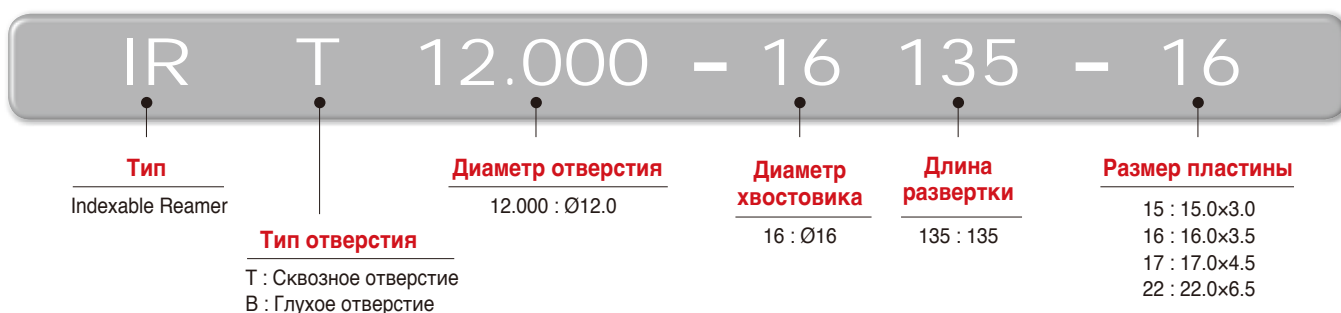 IR T 12.000 - 16 135 - 16
Тип
Indexable Reamer
Тип отверстия
T : Сквозное отверстие
B : Глухое отверстие
Диаметр отверстия
12.000 : Ø12.0
Диаметр
хвостовика
16 : Ø16
Длина
развертки
135 : 135
Размер пластины
15 : 15.0×3.0
16 : 16.0×3.5
17 : 17.0×4.5
22 : 22.0×6.5